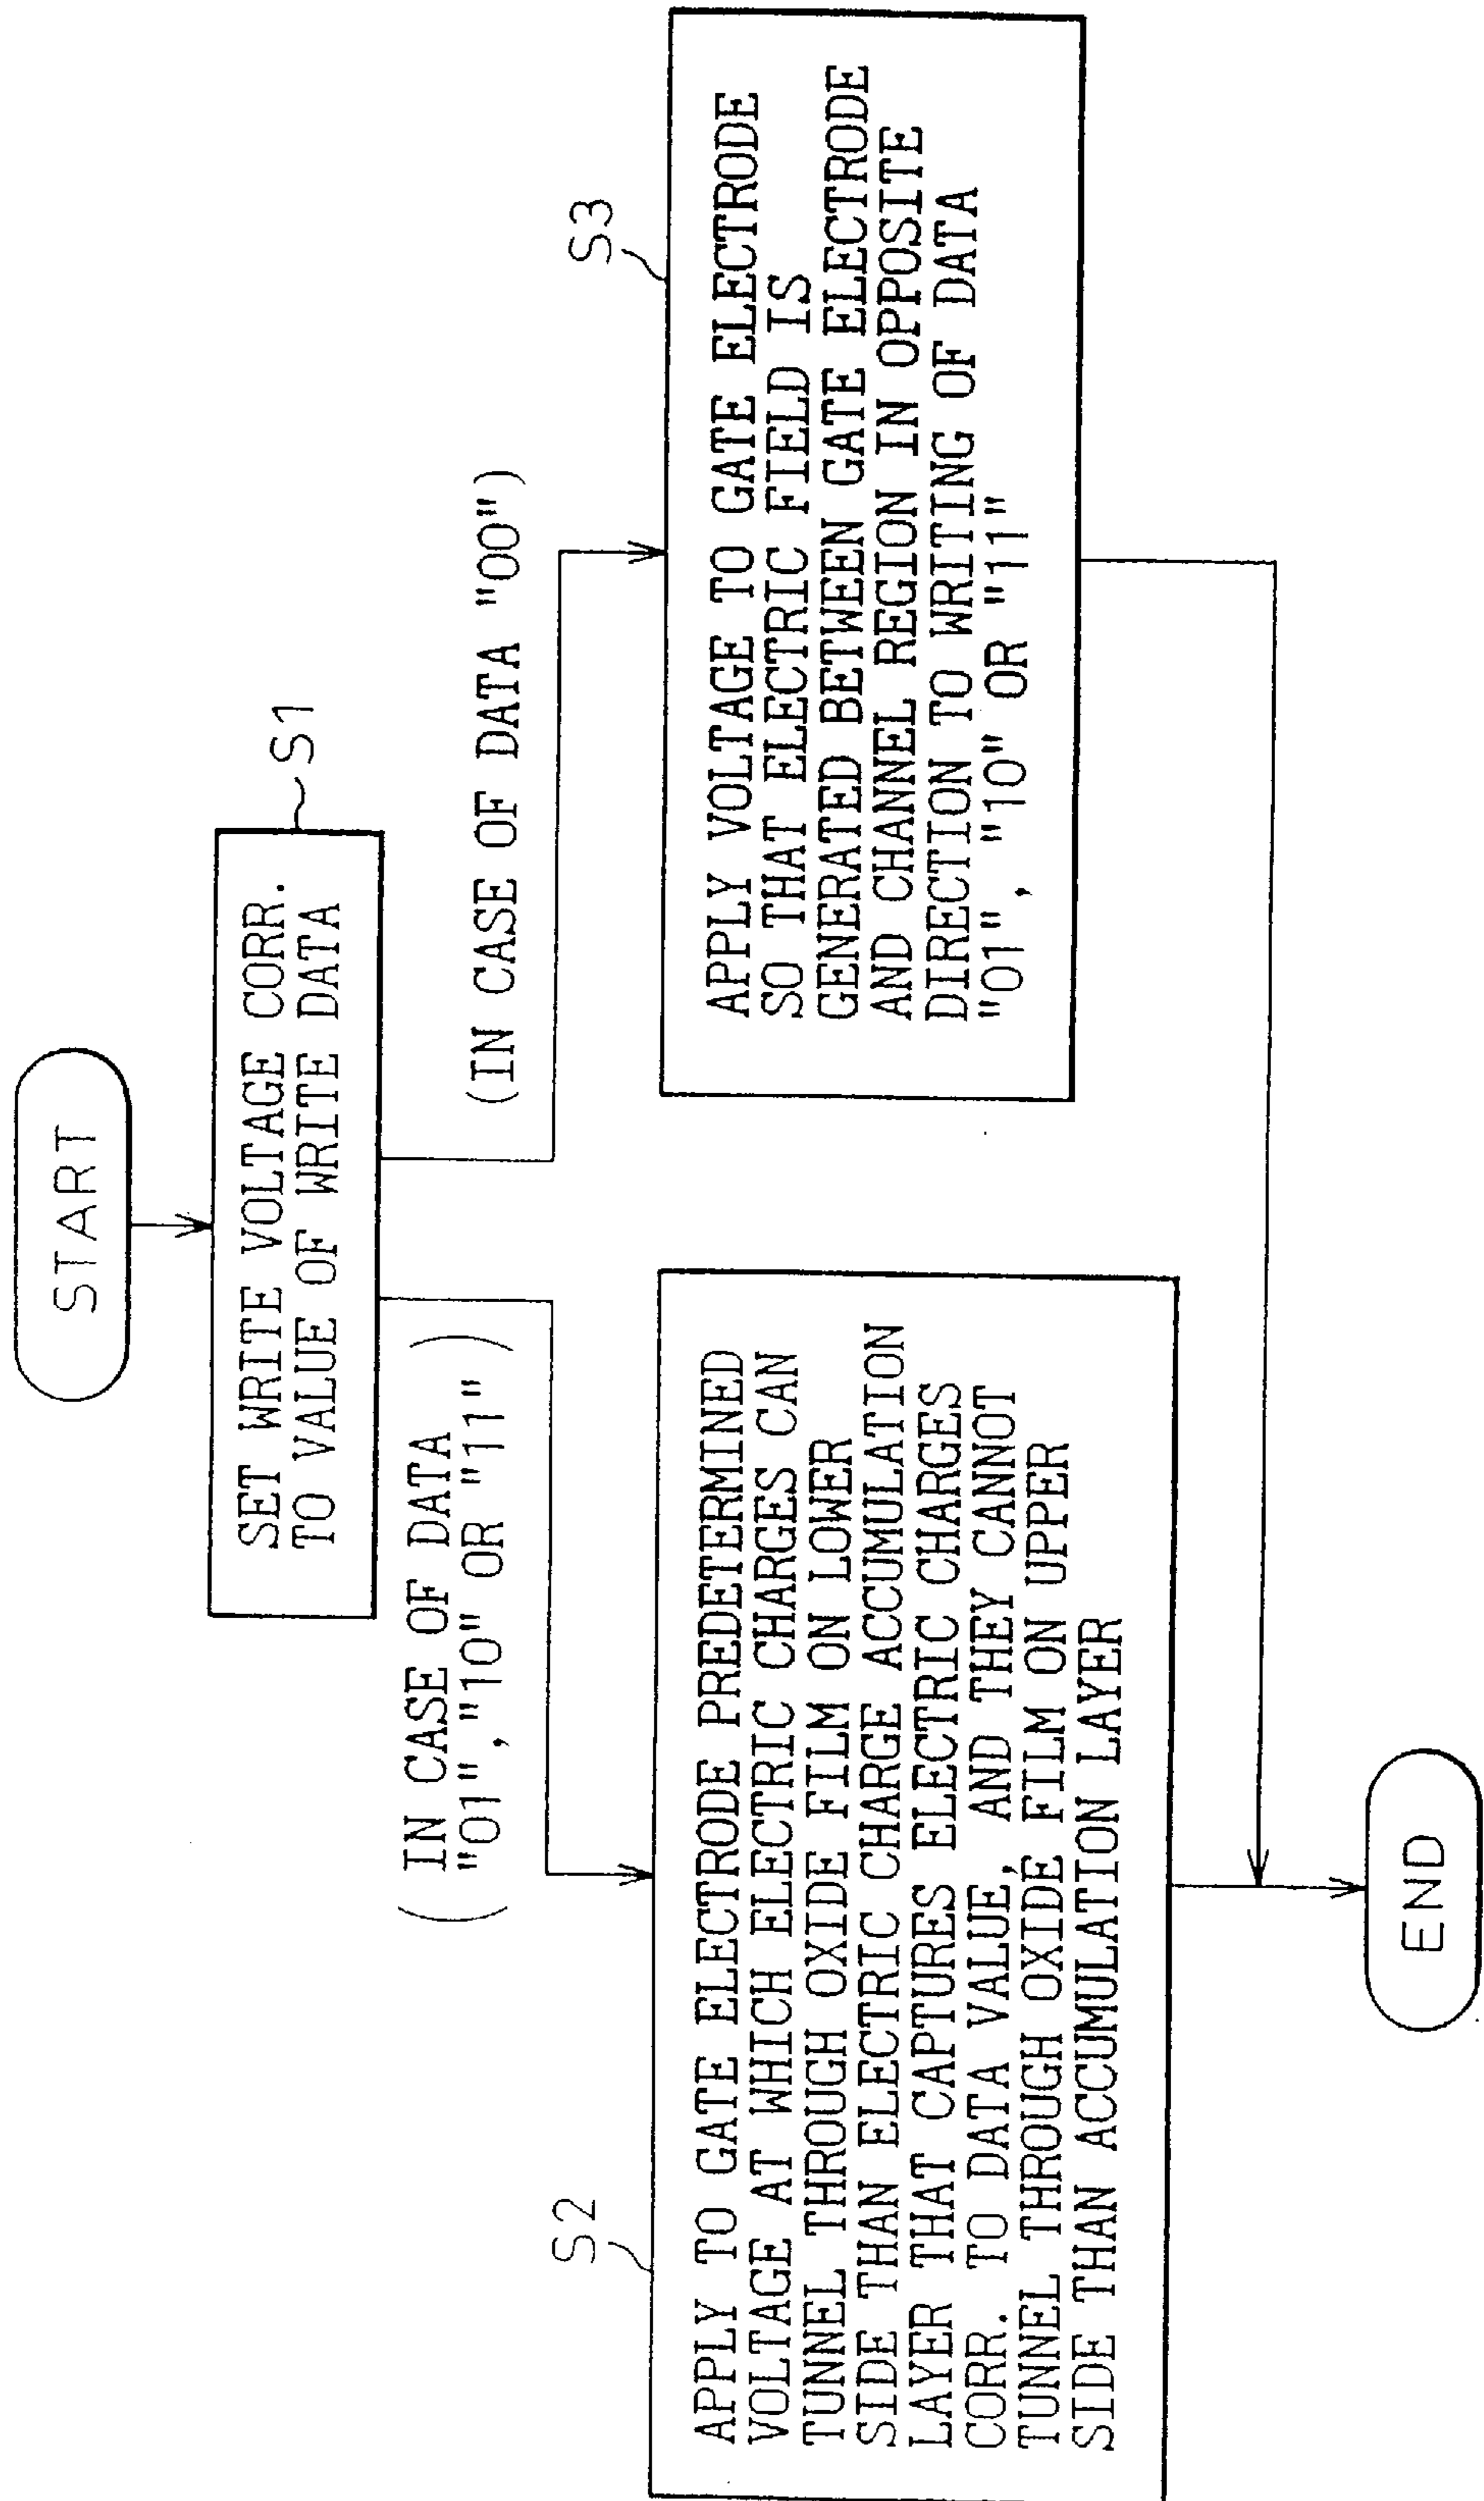 START
SET WRITE VOLTAGE CORR.
TO VALUE OF WRITE DATA
S1
(IN CASE OF DATA
"01", "10" OR "11")
(IN CASE OF DATA "00")
S2
APPLY TO GATE ELECTRODE PREDETERMINED
VOLTAGE AT WHICH ELECTRIC CHARGES CAN
TUNNEL THROUGH OXIDE FILM ON LOWER
SIDE THAN ELECTRIC CHARGE ACCUMULATION
LAYER THAT CAPTURES ELECTRIC CHARGES
CORR. TO DATA VALUE, AND THEY CANNOT
TUNNEL THROUGH OXIDE FILM ON UPPER
SIDE THAN ACCUMULATION LAYER
S3
APPLY VOLTAGE TO GATE ELECTRODE
SO THAT ELECTRIC FIELD IS
GENERATED BETWEEN GATE ELECTRODE
AND CHANNEL REGION IN OPPOSITE
DIRECTION TO WRITING OF DATA
"01", "10" OR "11"
END